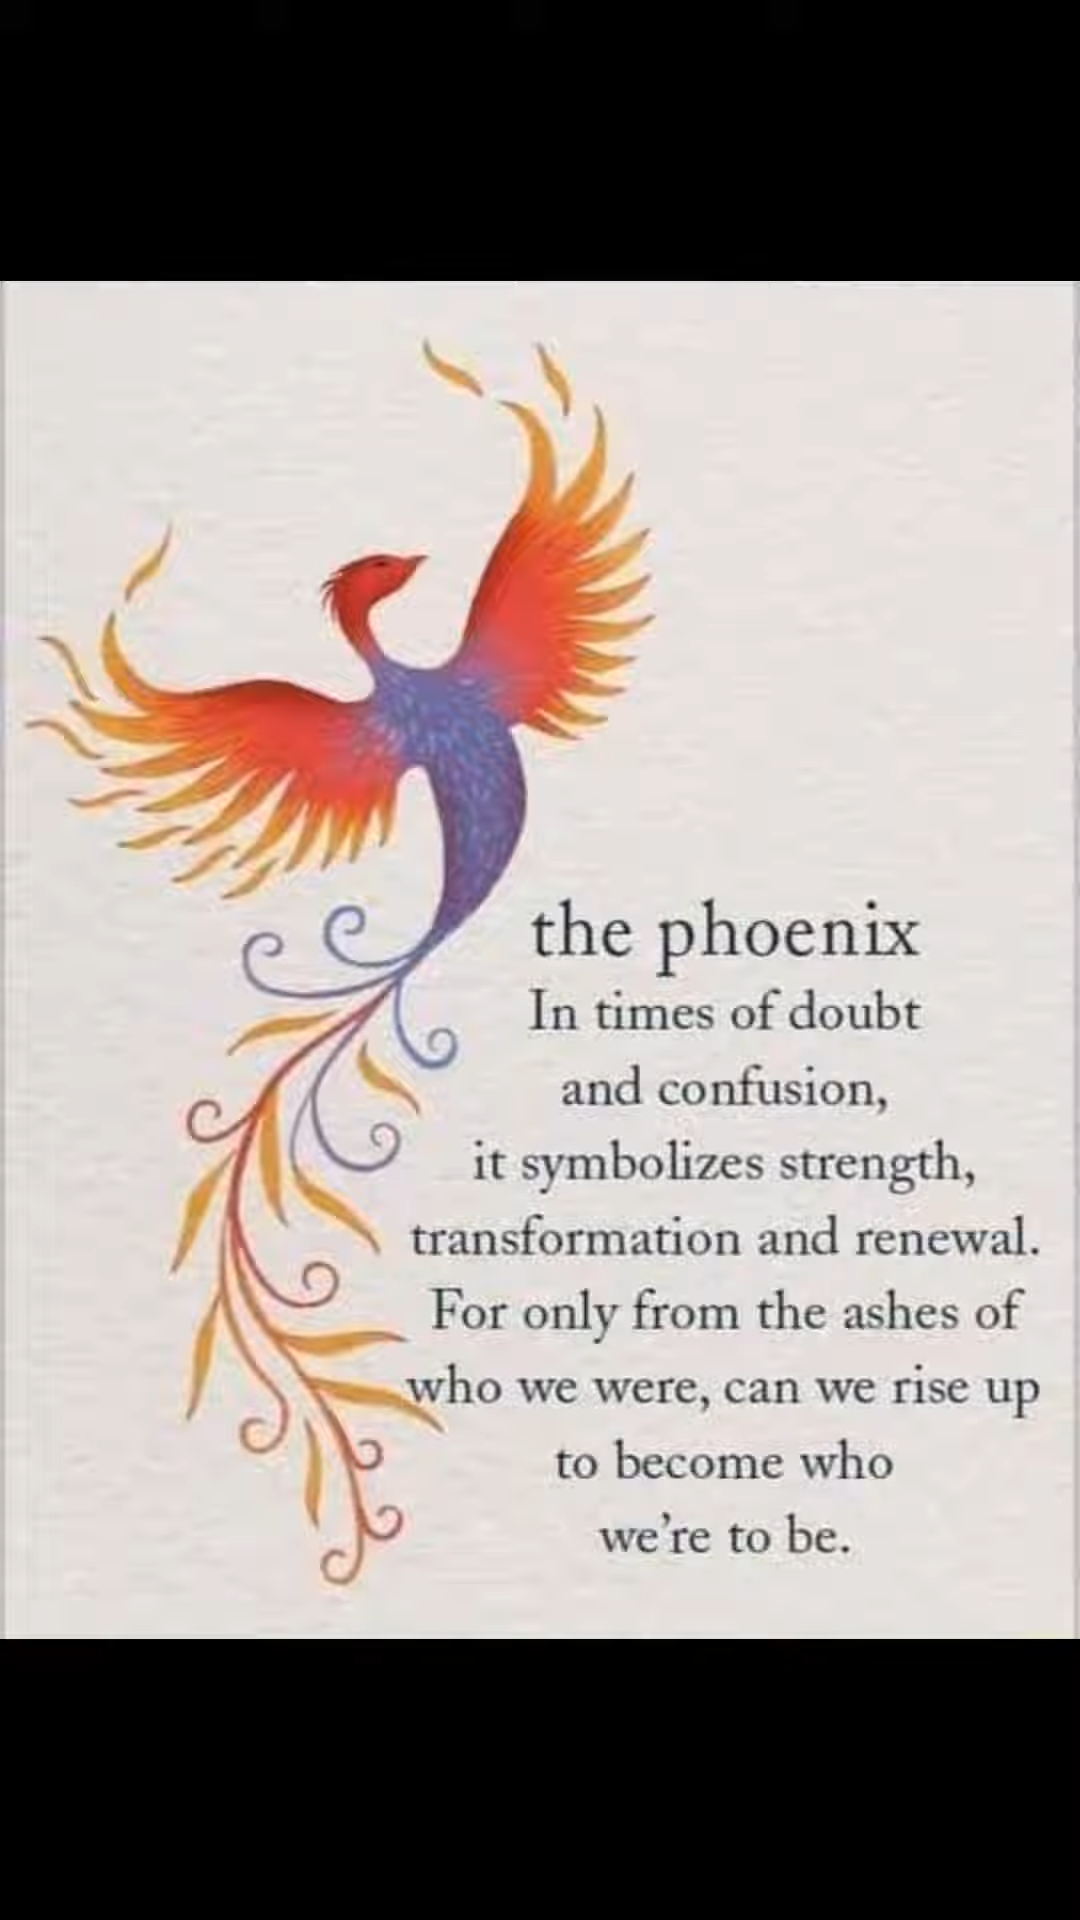 the phoenix
In times of doubt
and confusion,
it symbolizes strength,
transformation and renewal.
For only from the ashes of
who we were, can we rise up
to become who
we're to be.